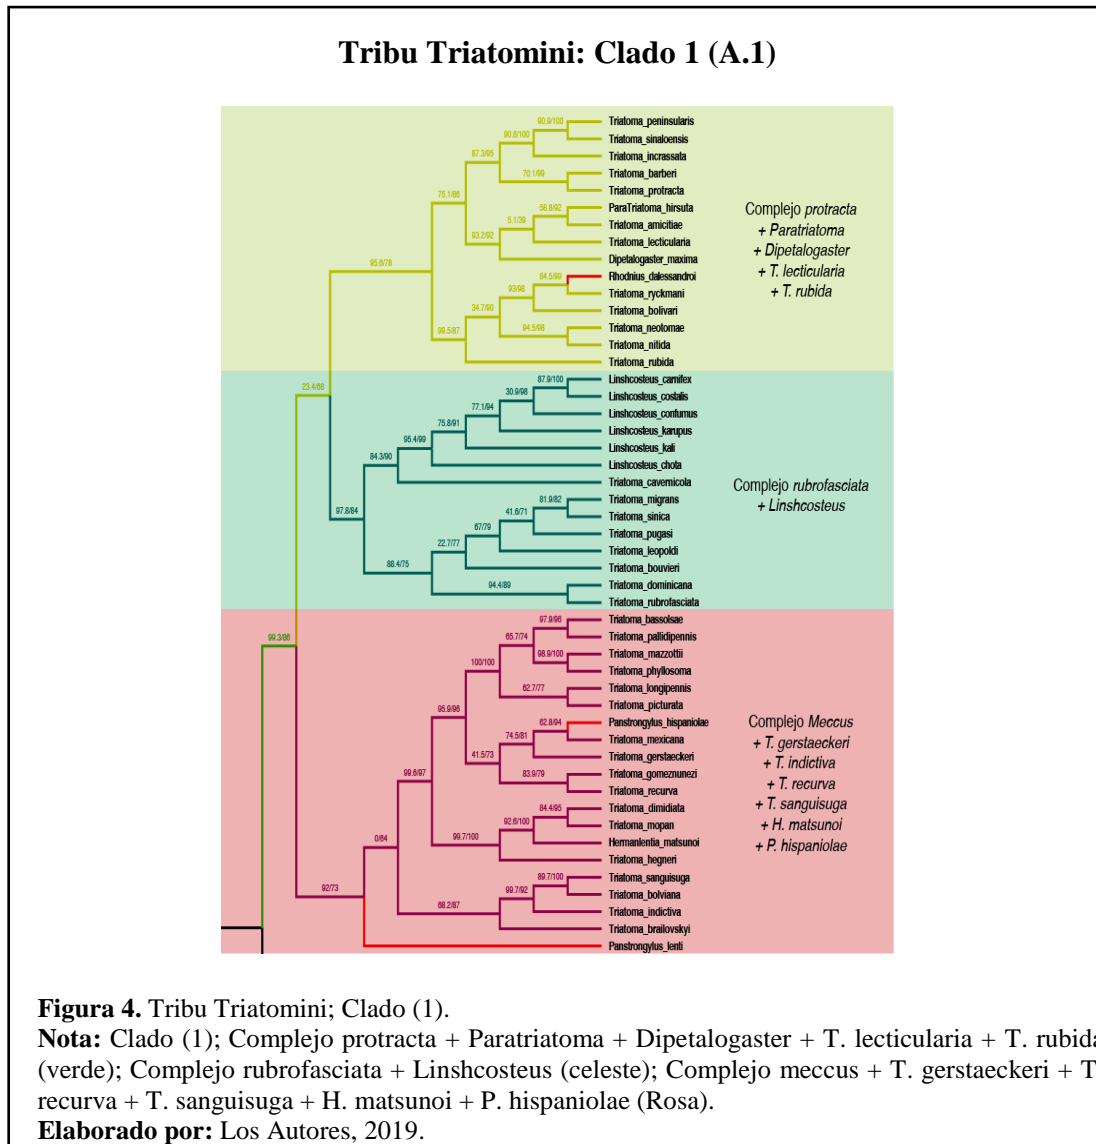 Tribu Triatomini: Clado 1 (A.1)
90.9/100
Triatoma_peninsularis
90.8/100
Triatoma_sinaloensis
87.3/95
Triatoma_incrassata
70.1/99
Triatoma_barberi
Triatoma_protracta
75.1/86
58.8/92
ParaTriatoma_hirsuta
5.1/39
Triatoma_amicitiae
93.2/92
Triatoma_lecticularia
Dipetalogaster_maxima
95.6/78
84.5/99
Rhodnius_dalessandroi
93/98
Triatoma_ryckmani
34.7/90
Triatoma_bolivari
94.5/98
Triatoma_neotomae
99.5/87
Triatoma_nitida
Triatoma_rubida
Complejo protracta
+ Paratriatoma
+ Dipetalogaster
+ T. lecticularia
+ T. rubida
23.4/68
87.9/100
Linshcosteus_carnifex
30.9/98
Linshcosteus_costalis
77.1/94
Linshcosteus_confumus
75.8/91
Linshcosteus_karupus
95.4/99
Linshcosteus_kali
84.3/90
Linshcosteus_chota
Triatoma_cavernicola
97.8/84
81.9/82
Triatoma_migrans
41.6/71
Triatoma_sinica
67/79
Triatoma_pugasi
22.7/77
Triatoma_leopoldi
88.4/75
Triatoma_bouvieri
94.4/89
Triatoma_dominicana
Triatoma_rubrofasciata
Complejo rubrofasciata
+ Linshcosteus
99.3/86
97.9/96
Triatoma_bassolsae
65.7/74
Triatoma_pallidipennis
98.9/100
Triatoma_mazzottii
100/100
Triatoma_phyllosoma
62.7/77
Triatoma_longipennis
Triatoma_picturata
95.9/96
62.8/94
Panstrongylus_hispaniolae
74.5/81
Triatoma_mexicana
41.5/73
Triatoma_gerstaeckeri
83.9/79
Triatoma_gomeznunezi
Triatoma_recurva
99.6/97
84.4/95
Triatoma_dimidiata
92.6/100
Triatoma_mopan
99.7/100
Hermanlentia_matsunoi
Triatoma_hegneri
0/64
89.7/100
Triatoma_sanguisuga
99.7/92
Triatoma_bolviana
68.2/87
Triatoma_indictiva
Triatoma_brailovskyi
92/73
Panstrongylus_lenti
Complejo Meccus
+ T. gerstaeckeri
+ T. indictiva
+ T. recurva
+ T. sanguisuga
+ H. matsunoi
+ P. hispaniolae
Figura 4. Tribu Triatomini; Clado (1).
Nota: Clado (1); Complejo protracta + Paratriatoma + Dipetalogaster + T. lecticularia + T. rubida
(verde); Complejo rubrofasciata + Linshcosteus (celeste); Complejo meccus + T. gerstaeckeri + T.
recurva + T. sanguisuga + H. matsunoi + P. hispaniolae (Rosa).
Elaborado por: Los Autores, 2019.